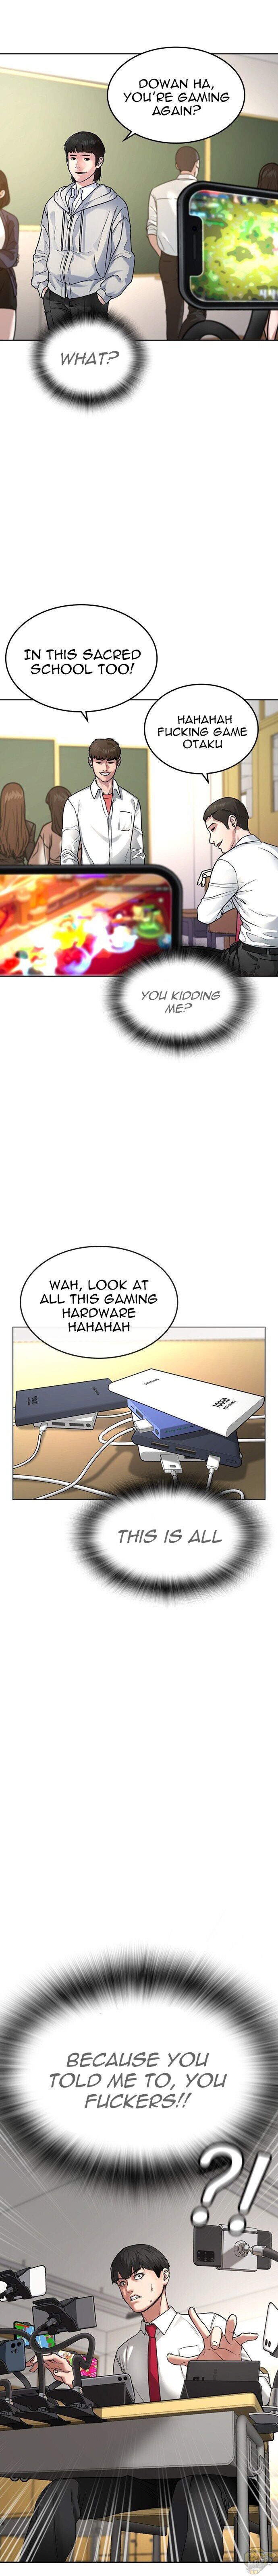 DOWAN HA,
YOU'RE GAMING
AGAIN?
WHAT?
IN THIS SACRED
SCHOOL TOO!
HAHAHAH
FUCKING GAME
OTAKU
YOU KIDDING
ME?
WAH, LOOK AT
ALL THIS GAMING
HARDWARE
HAHAHAH
10000
THIS IS ALL
BECAUSE YOU
TOLD ME TO, YOU
FUCKERS!!
?!